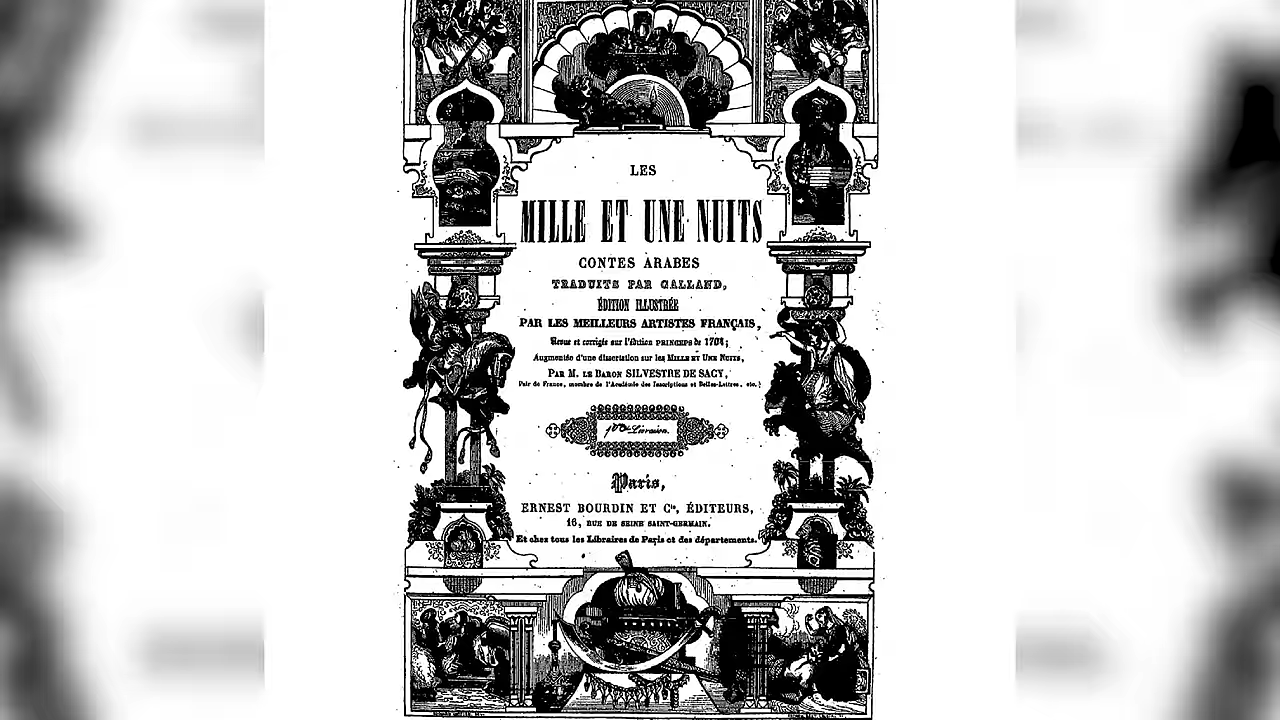 LES
MILLE ET UNE NUITS
CONTES ARABES
TRADUITS PAR GALLAND,
ÉDITION ILLUSTRÉE
PAR LES MEILLEURS ARTISTES FRANÇAIS,
Revue et corrigée sur l'édition PRINCEPS de 1704;
Augmentée d'une dissertation sur les MILLE ET UNE NUITS,
PAR M. LE BARON SILVESTRE DE SACY,
Pair de France, membre de l'Académie des Inscriptions et Belles-Lettres, etc.
Livraison.
Paris,
ERNEST BOURDIN ET Cie, ÉDITEURS,
16, RUE DE SEINE SAINT-GERMAIN.
Et chez tous les Libraires de Paris et des départements.